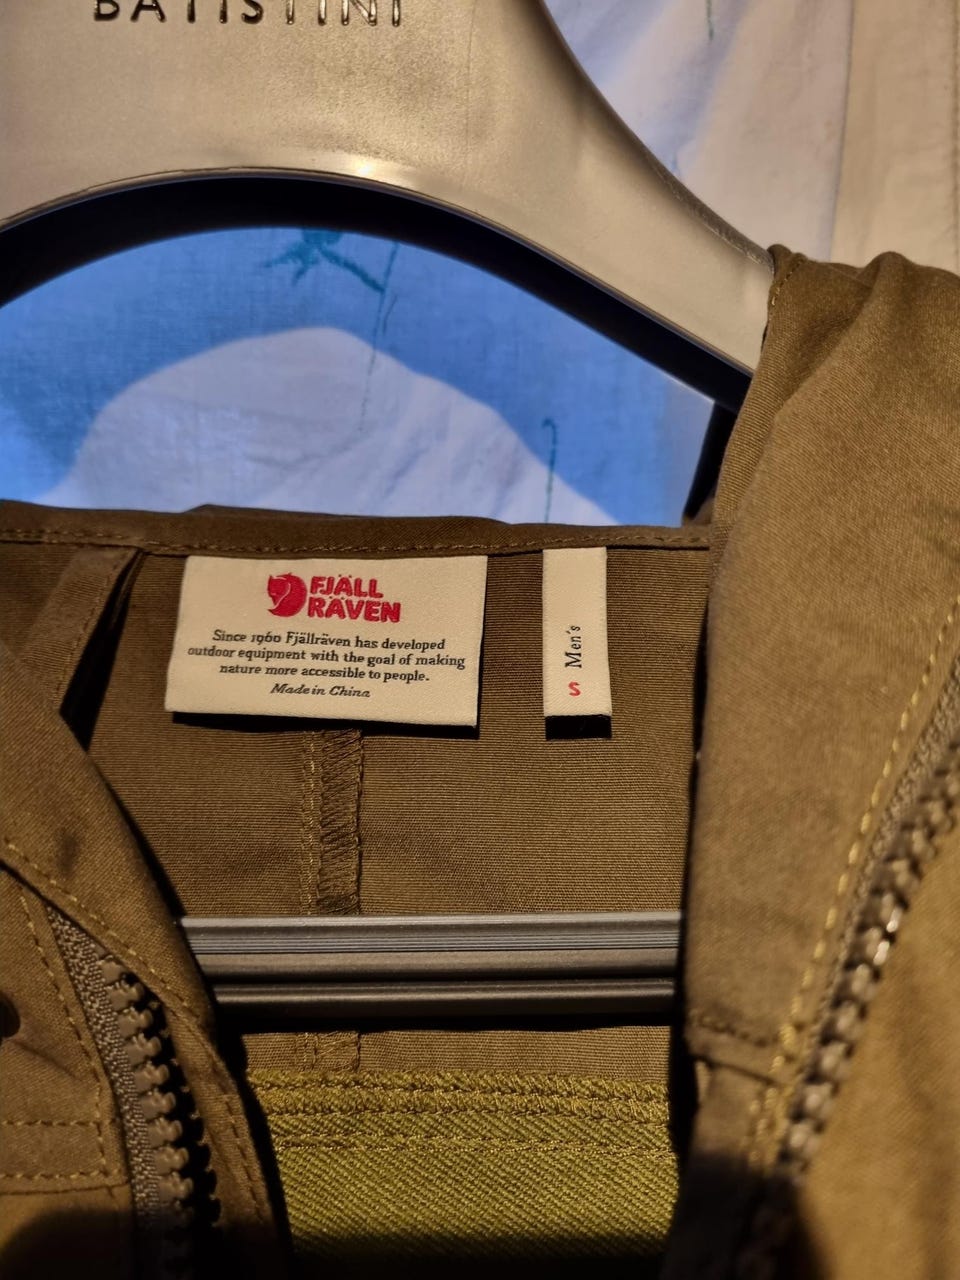 BATISTINI
FJÄLL
RÄVEN
Since 1960 Fjällräven has developed
outdoor equipment with the goal of making
nature more accessible to people.
Made in China
Men's
S